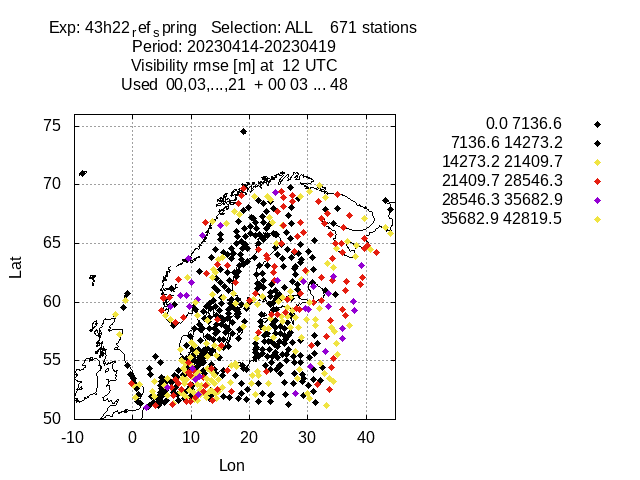 Exp: 43h22ref spring Selection: ALL 671 stations
Period: 20230414-20230419
Visibility rmse [m] at 12 UTC
Used 00,03,...,21 + 00 03 ... 48
0.0 7136.6
7136.6 14273.2
14273.2 21409.7
21409.7 28546.3
28546.3 35682.9
35682.9 42819.5
75
70
65
60
55
50
Lat
-10 0 10 20 30 40
Lon